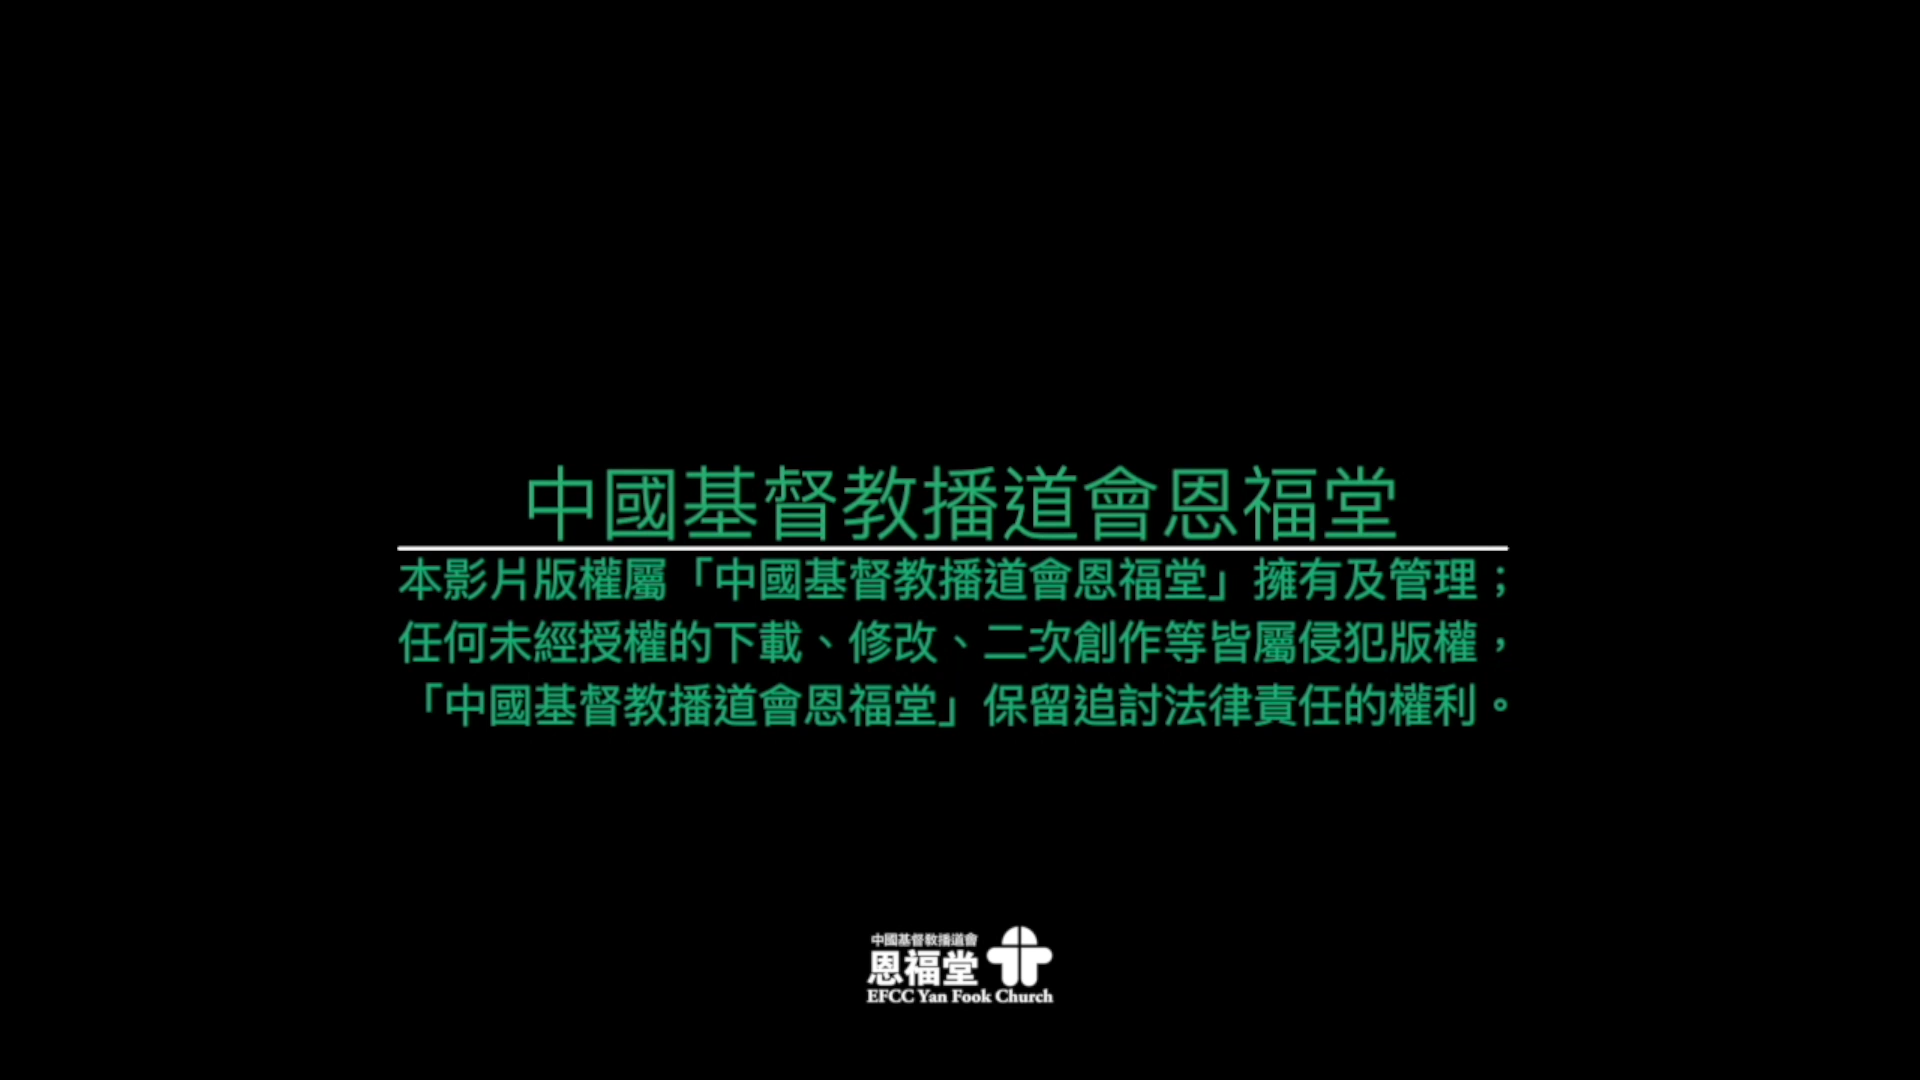 中國基督教播道會恩福堂
本影片版權屬「中國基督教播道會恩福堂」擁有及管理；
任何未經授權的下載、修改、二次創作等皆屬侵犯版權，
「中國基督教播道會恩福堂」保留追討法律責任的權利。
中國基督教播道會
恩福堂
EFCC Yan Fook Church